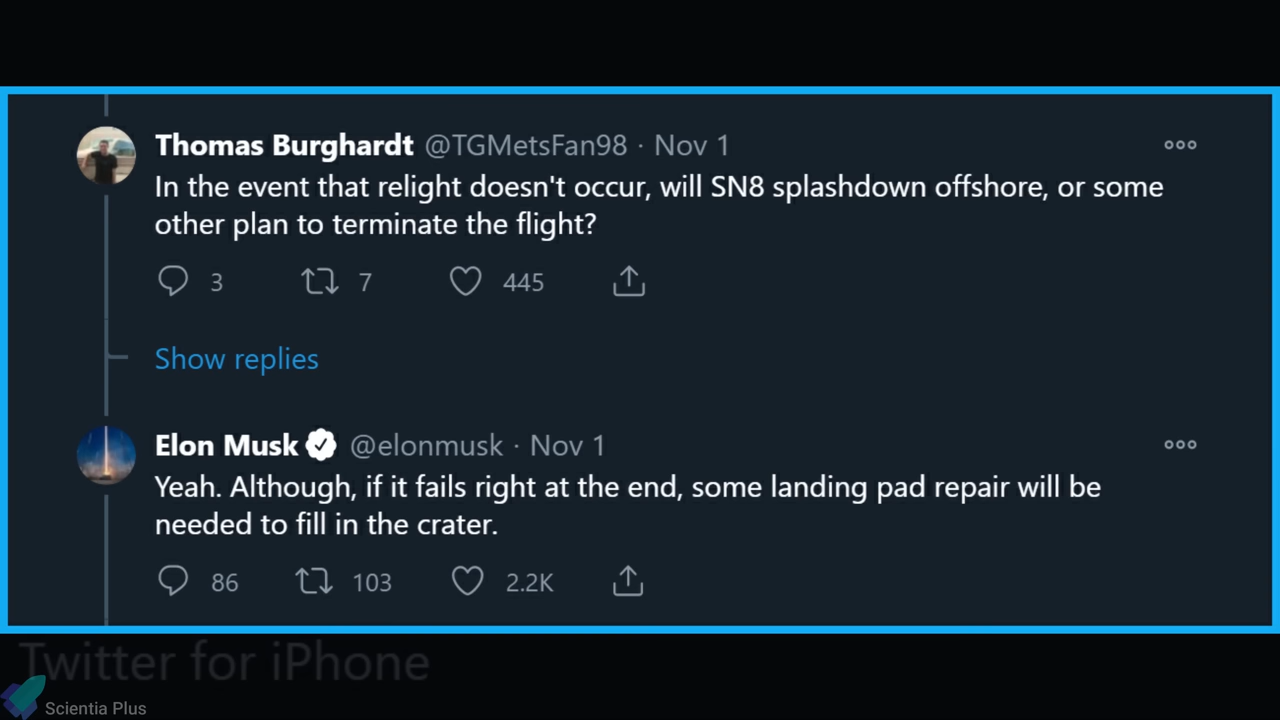 Thomas Burghardt @TGMetsFan98 · Nov 1
In the event that relight doesn't occur, will SN8 splashdown offshore, or some
other plan to terminate the flight?
3 7 445
Show replies
Elon Musk @elonmusk · Nov 1
Yeah. Although, if it fails right at the end, some landing pad repair will be
needed to fill in the crater.
86 103 2.2K
Twitter for iPhone
Scientia Plus